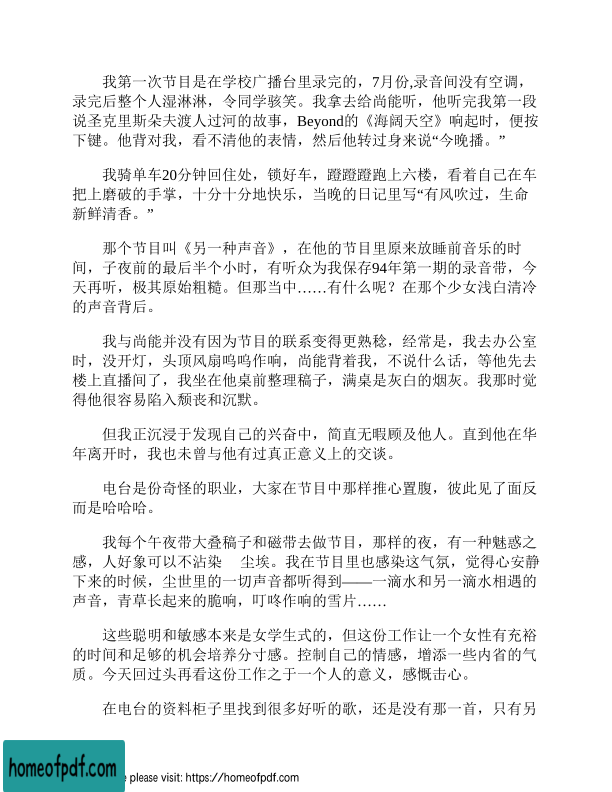 我第一次节目是在学校广播台里录完的，7月份,录音间没有空调，
录完后整个人湿淋淋，令同学骇笑。我拿去给尚能听，他听完我第一段
说圣克里斯朵夫渡人过河的故事，Beyond的《海阔天空》响起时，便按
下键。他背对我，看不清他的表情，然后他转过身来说“今晚播。”
我骑单车20分钟回住处，锁好车，蹬蹬蹬跑上六楼，看着自己在车
把上磨破的手掌，十分十分地快乐，当晚的日记里写“有风吹过，生命
新鲜清香。”
那个节目叫《另一种声音》，在他的节目里原来放睡前音乐的时
间，子夜前的最后半个小时，有听众为我保存94年第一期的录音带，今
天再听，极其原始粗糙。但那当中……有什么呢？在那个少女浅白清冷
的声音背后。
我与尚能并没有因为节目的联系变得更熟稔，经常是，我去办公室
时，没开灯，头顶风扇呜呜作响，尚能背着我，不说什么话，等他先去
楼上直播间了，我坐在他桌前整理稿子，满桌是灰白的烟灰。我那时觉
得他很容易陷入颓丧和沉默。
但我正沉浸于发现自己的兴奋中，简直无暇顾及他人。直到他在华
年离开时，我也未曾与他有过真正意义上的交谈。
电台是份奇怪的职业，大家在节目中那样推心置腹，彼此见了面反
而是哈哈哈。
我每个午夜带大叠稿子和磁带去做节目，那样的夜，有一种魅惑之
感，人好象可以不沾染 尘埃。我在节目里也感染这气氛，觉得心安静
下来的时候，尘世里的一切声音都听得到——一滴水和另一滴水相遇的
声音，青草长起来的脆响，叮咚作响的雪片……
这些聪明和敏感本来是女学生式的，但这份工作让一个女性有充裕
的时间和足够的机会培养分寸感。控制自己的情感，增添一些内省的气
质。今天回过头再看这份工作之于一个人的意义，感慨击心。
在电台的资料柜子里找到很多好听的歌，还是没有那一首，只有另
homeofpdf.com
e please visit: https://homeofpdf.com